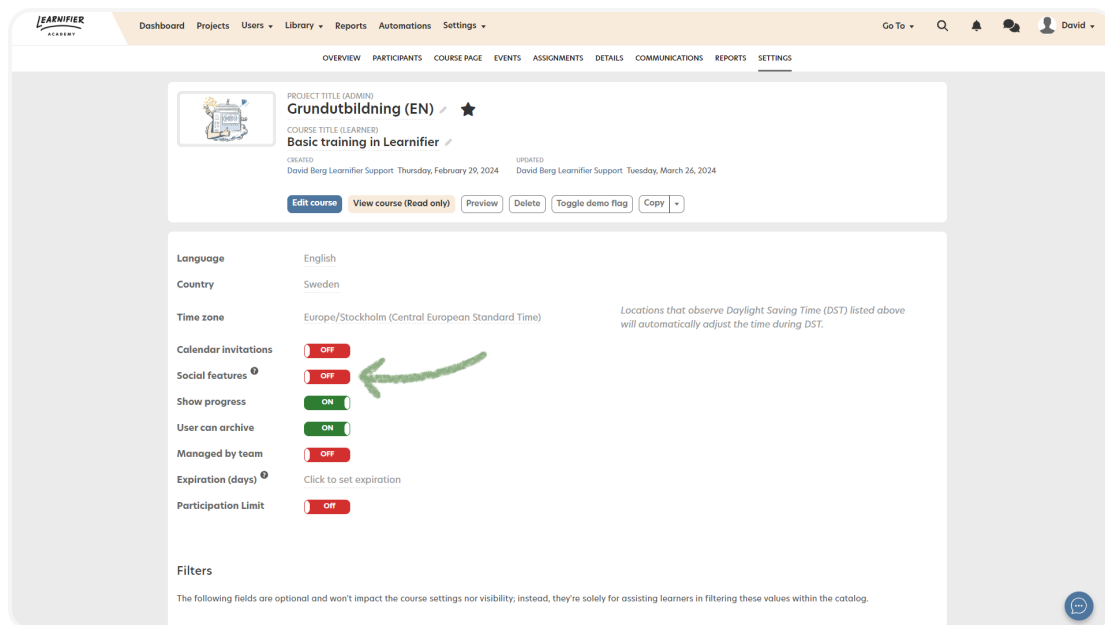 LEARNIFIER
ACADEMY
Dashboard Projects Users Library Reports Automations Settings Go To David
OVERVIEW PARTICIPANTS COURSE PAGE EVENTS ASSIGNMENTS DETAILS COMMUNICATIONS REPORTS SETTINGS
PROJECT TITLE (ADMIN)
Grundutbildning (EN)
COURSE TITLE (LEARNER)
Basic training in Learnifier
CREATED UPDATED
David Berg Learnifier Support Thursday, February 29, 2024 David Berg Learnifier Support Tuesday, March 26, 2024
Edit course View course (Read only) Preview Delete Toggle demo flag Copy
Language English
Country Sweden
Time zone Europe/Stockholm (Central European Standard Time) Locations that observe Daylight Saving Time (DST) listed above
will automatically adjust the time during DST.
Calendar invitations OFF
Social features ? OFF
Show progress ON
User can archive ON
Managed by team OFF
Expiration (days) ? Click to set expiration
Participation Limit Off
Filters
The following fields are optional and won't impact the course settings nor visibility; instead, they're solely for assisting learners in filtering these values within the catalog.